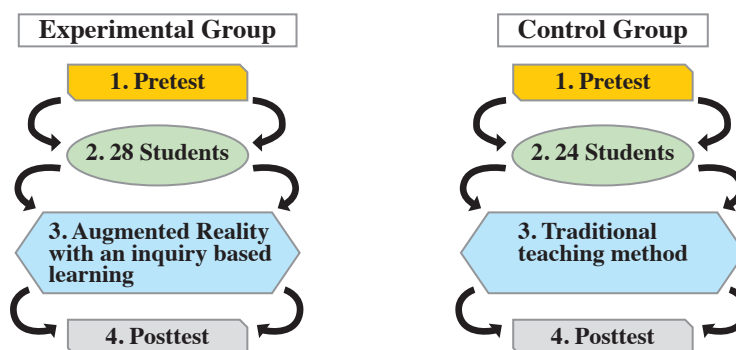 Experimental Group
1. Pretest
2. 28 Students
3. Augmented Reality
with an inquiry based
learning
4. Posttest
Control Group
1. Pretest
2. 24 Students
3. Traditional
teaching method
4. Posttest